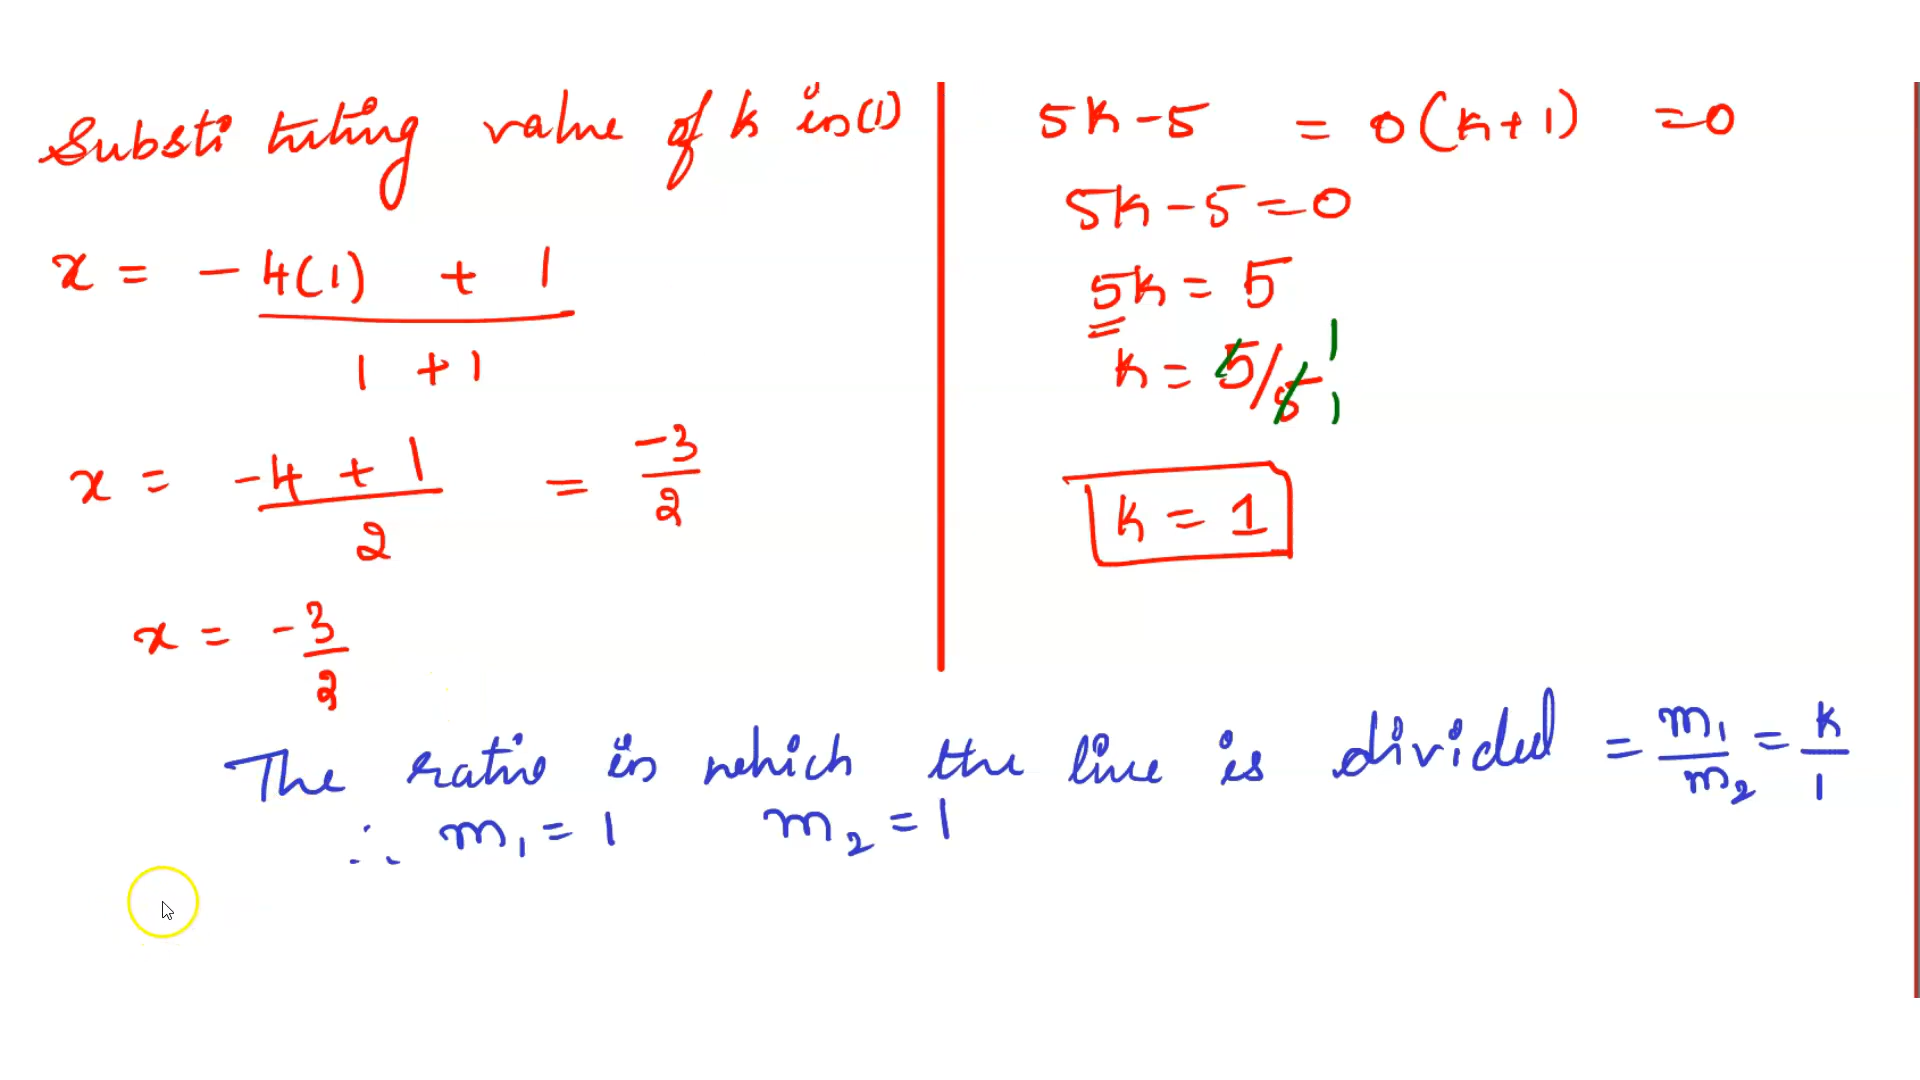 Substituting value of k in (1)
x = -4(1) + 1
1 + 1
x = -4 + 1 = -3
2 2
x = -3
2
5k - 5 = 0(k + 1) = 0
5k - 5 = 0
5k = 5
k = 5/5 1
1
k = 1
The ratio in which the line is divided = m1 = k
m2 1
∴ m1 = 1 m2 = 1